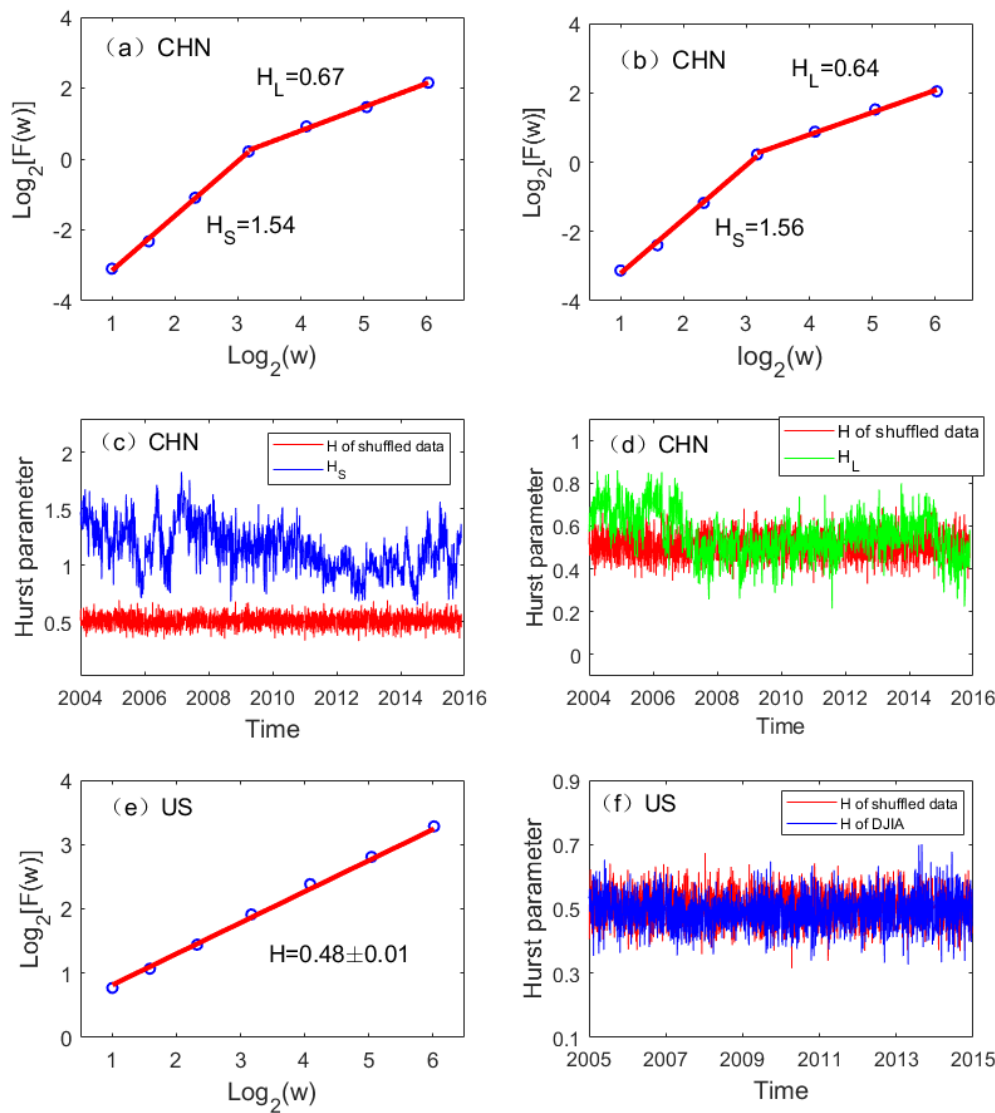 （a）CHN
H_L=0.67
H_S=1.54
Log_2[F(w)]
4
2
0
-2
-4
1 2 3 4 5 6
Log_2(w)
（b）CHN
H_L=0.64
H_S=1.56
Log_2[F(w)]
4
2
0
-2
-4
1 2 3 4 5 6
log_2(w)
（c）CHN
H of shuffled data
H_S
Hurst parameter
2
1.5
1
0.5
2004 2006 2008 2010 2012 2014 2016
Time
（d）CHN
H of shuffled data
H_L
Hurst parameter
1
0.8
0.6
0.4
0.2
0
2004 2006 2008 2010 2012 2014 2016
Time
（e）US
H=0.48±0.01
Log_2[F(w)]
4
3
2
1
0
1 2 3 4 5 6
Log_2(w)
（f）US
H of shuffled data
H of DJIA
Hurst parameter
0.9
0.7
0.5
0.3
0.1
2005 2007 2009 2011 2013 2015
Time